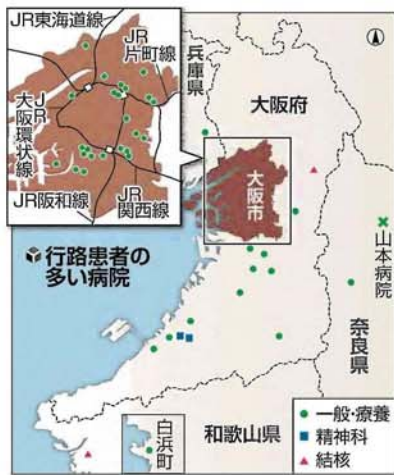 JR東海道線
JR片町線
JR大阪環状線
JR阪和線
JR関西線
兵庫県
大阪府
大阪市
山本病院
奈良県
行路患者の
多い病院
白浜町
和歌山県
一般・療養
精神科
結核